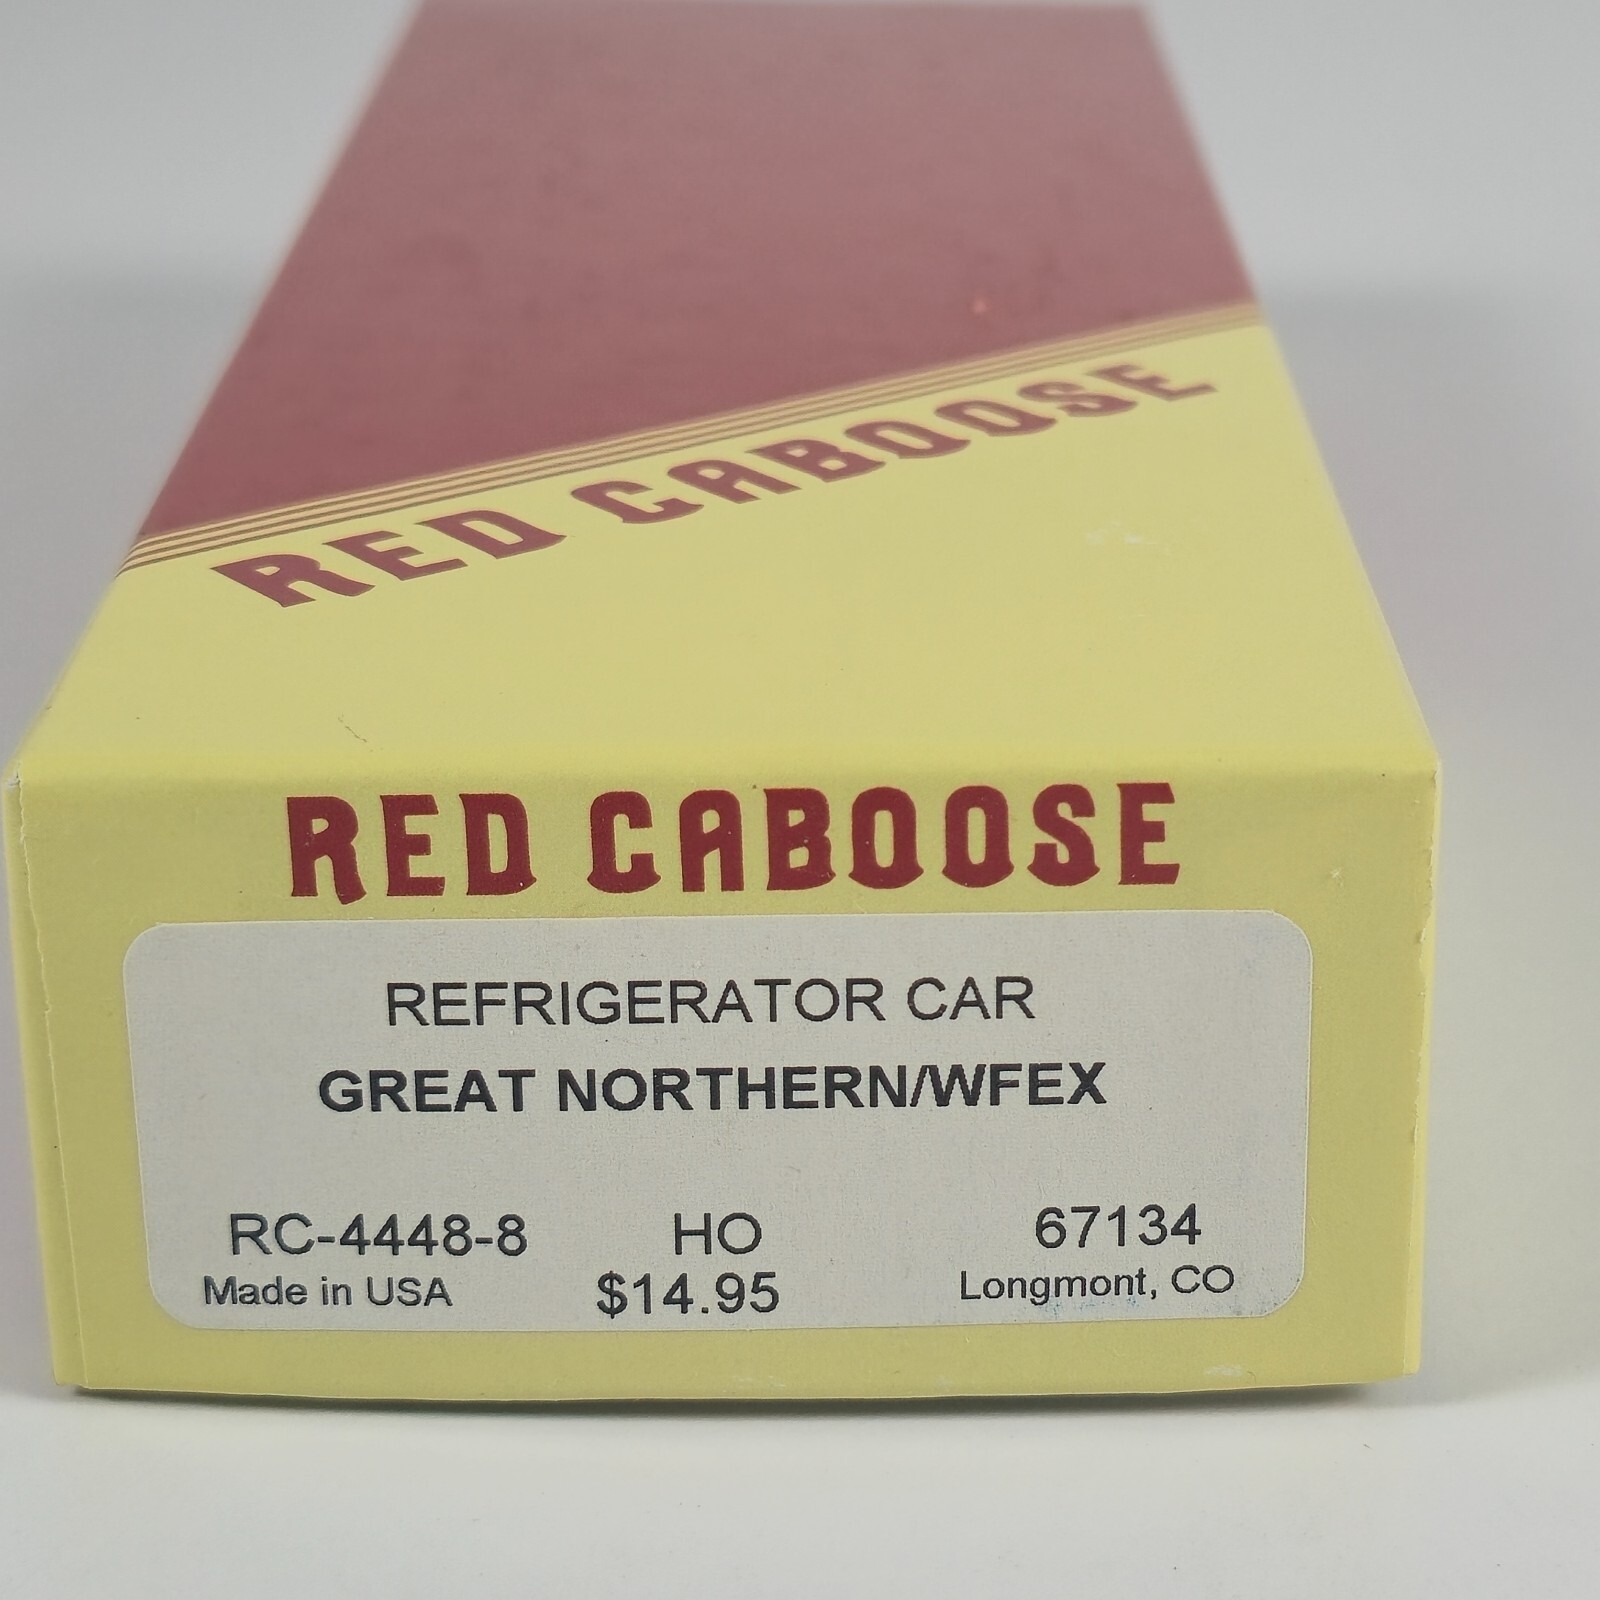 RED CABOOSE
RED CABOOSE
REFRIGERATOR CAR
GREAT NORTHERN/WFEX
RC-4448-8 HO 67134
Made in USA $14.95 Longmont, CO